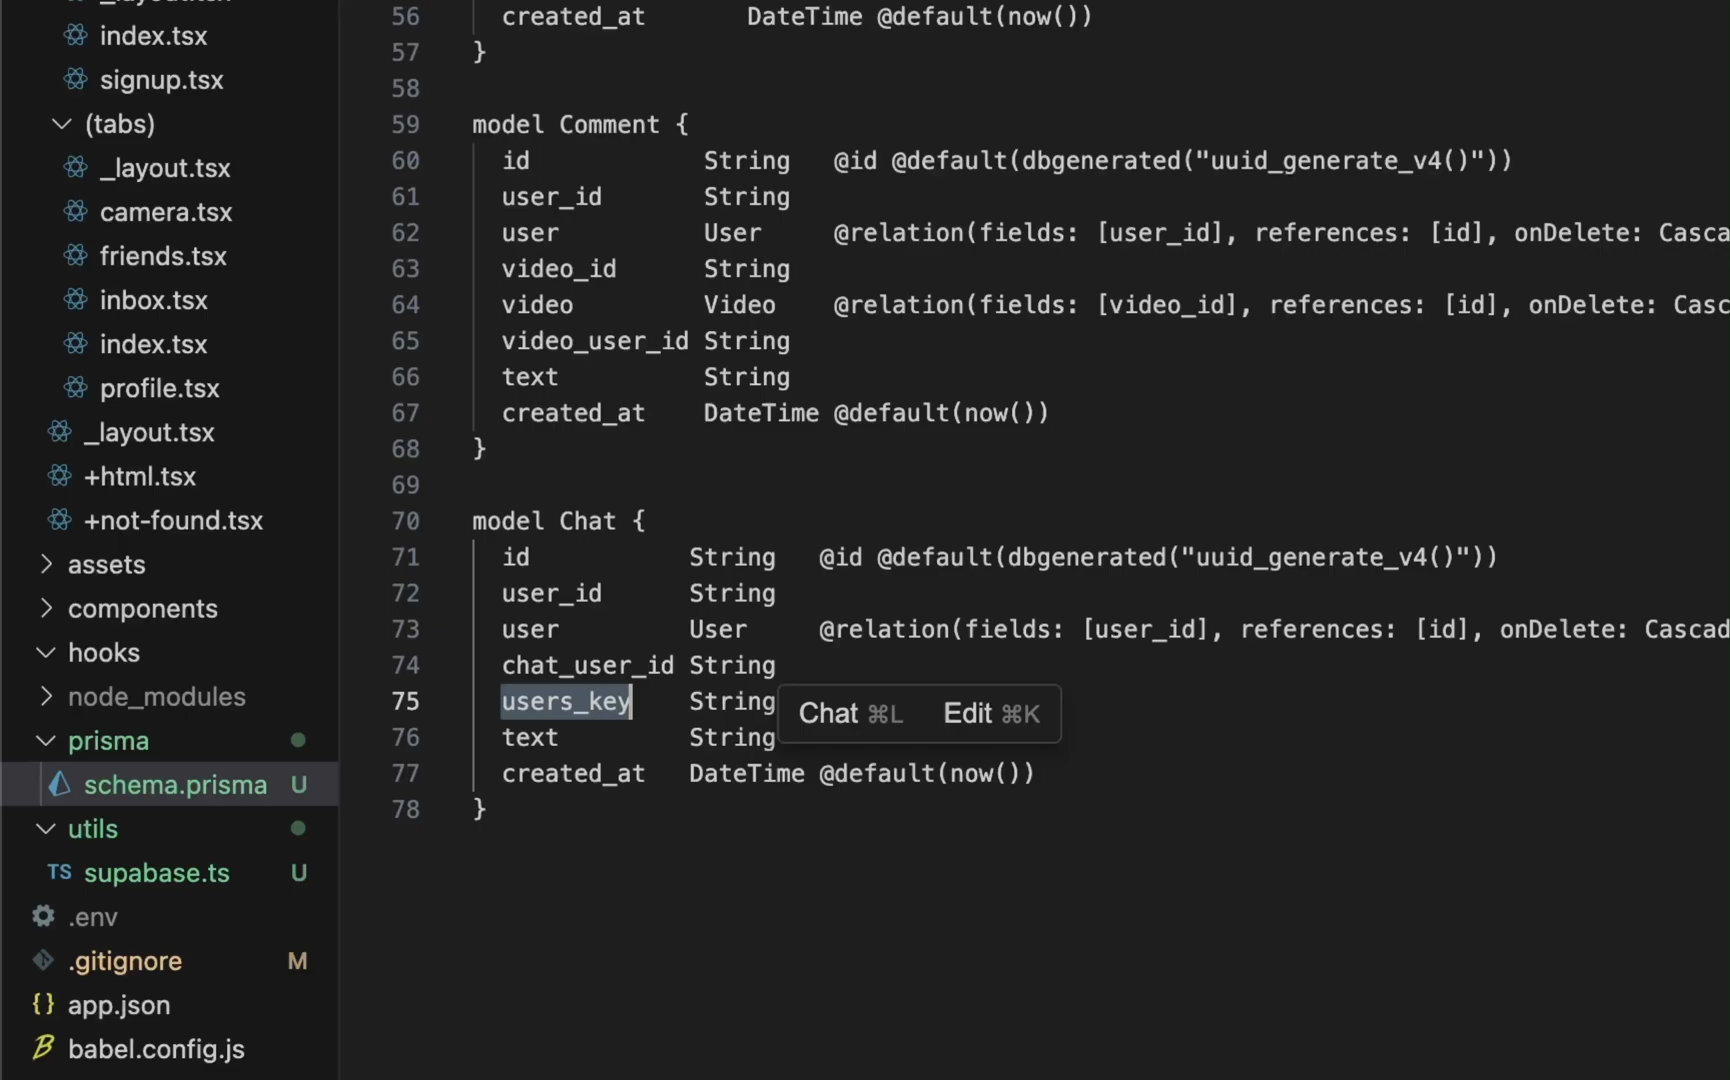 index.tsx
signup.tsx
(tabs)
_layout.tsx
camera.tsx
friends.tsx
inbox.tsx
index.tsx
profile.tsx
_layout.tsx
+html.tsx
+not-found.tsx
assets
components
hooks
node_modules
prisma
schema.prisma U
utils
TS supabase.ts U
.env
.gitignore M
{} app.json
babel.config.js
56 created_at DateTime @default(now())
57 }
58
59 model Comment {
60 id String @id @default(dbgenerated("uuid_generate_v4()"))
61 user_id String
62 user User @relation(fields: [user_id], references: [id], onDelete: Casca
63 video_id String
64 video Video @relation(fields: [video_id], references: [id], onDelete: Casc
65 video_user_id String
66 text String
67 created_at DateTime @default(now())
68 }
69
70 model Chat {
71 id String @id @default(dbgenerated("uuid_generate_v4()"))
72 user_id String
73 user User @relation(fields: [user_id], references: [id], onDelete: Cascad
74 chat_user_id String
75 users_key String
Chat ⌘L Edit ⌘K
76 text String
77 created_at DateTime @default(now())
78 }